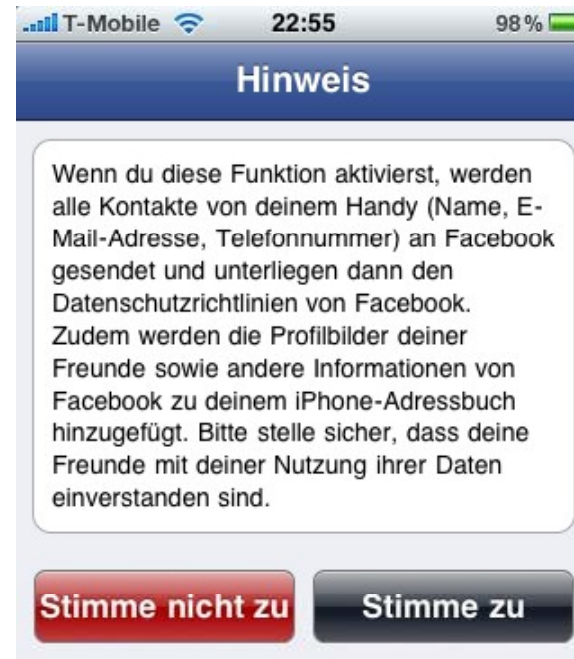 T-Mobile 22:55 98%
Hinweis
Wenn du diese Funktion aktivierst, werden
alle Kontakte von deinem Handy (Name, E-
Mail-Adresse, Telefonnummer) an Facebook
gesendet und unterliegen dann den
Datenschutzrichtlinien von Facebook.
Zudem werden die Profilbilder deiner
Freunde sowie andere Informationen von
Facebook zu deinem iPhone-Adressbuch
hinzugefügt. Bitte stelle sicher, dass deine
Freunde mit deiner Nutzung ihrer Daten
einverstanden sind.
Stimme nicht zu Stimme zu